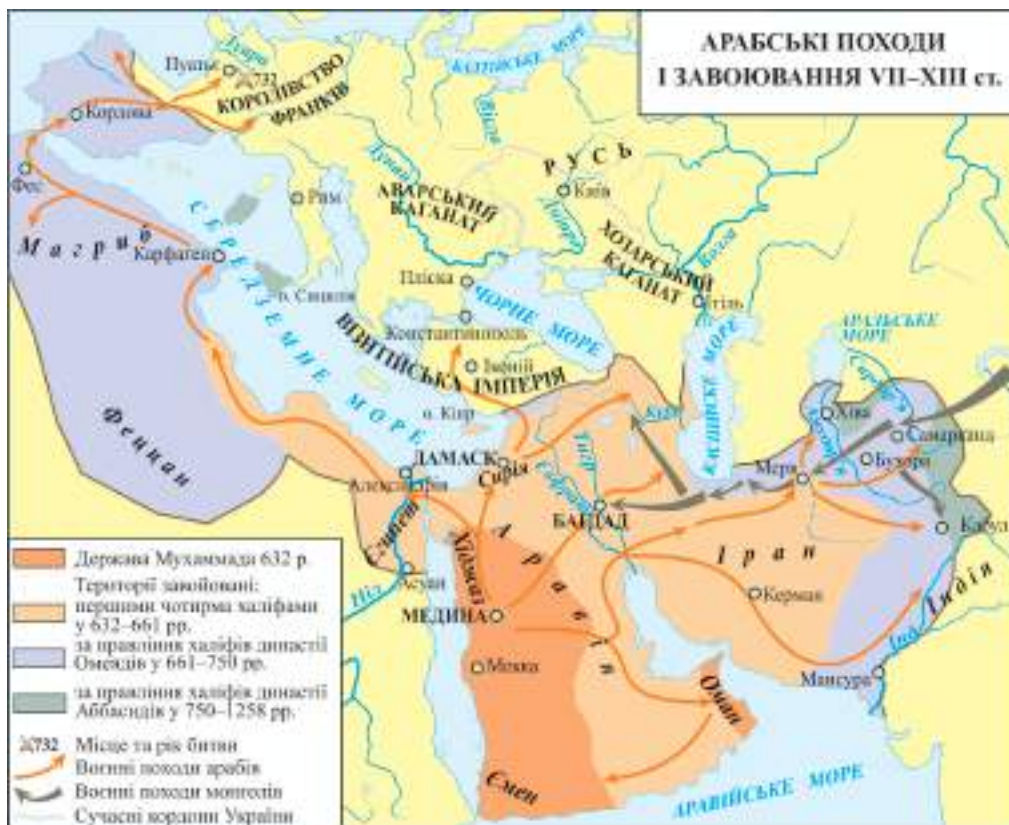 АРАБСЬКІ ПОХОДИ
І ЗАВОЮВАННЯ VII–XIII ст.
БАЛТІЙСЬКЕ МОРЕ
Пуатьє
732
КОРОЛІВСТВО
ФРАНКІВ
Кордова
Вісла
РУСЬ
Дунай
Київ
Фес
Рим
АВАРСЬКИЙ
КАГАНАТ
Дніпро
ХОЗАРСЬКИЙ
КАГАНАТ
Волга
Магриб
Карфаген
СЕРЕДЗЕМНЕ МОРЕ
о. Сицилія
Пліска
ЧОРНЕ МОРЕ
Ітіль
АРАЛЬСЬКЕ
МОРЕ
Константинополь
ВІЗАНТІЙСЬКА ІМПЕРІЯ
КАСПІЙСЬКЕ МОРЕ
Хіва
о. Кіпр
Самарканд
Бухара
Феццан
ДАМАСК
Сирія
Тигр
Мерв
Александрія
Євфрат
БАГДАД
Кабул
Єгипет
Хіджаз
Аравія
Іран
Індія
Асуан
Ніл
МЕДИНА
Керман
Інд
Мекка
Мансура
Оман
Ємен
АРАВІЙСЬКЕ МОРЕ
Держава Мухаммада 632 р.
Території завойовані:
першими чотирма халіфами
у 632–661 рр.
за правління халіфів династії
Омейядів у 661–750 рр.
за правління халіфів династії
Аббасидів у 750–1258 рр.
732 Місце та рік битви
Воєнні походи арабів
Воєнні походи монголів
Сучасні кордони України